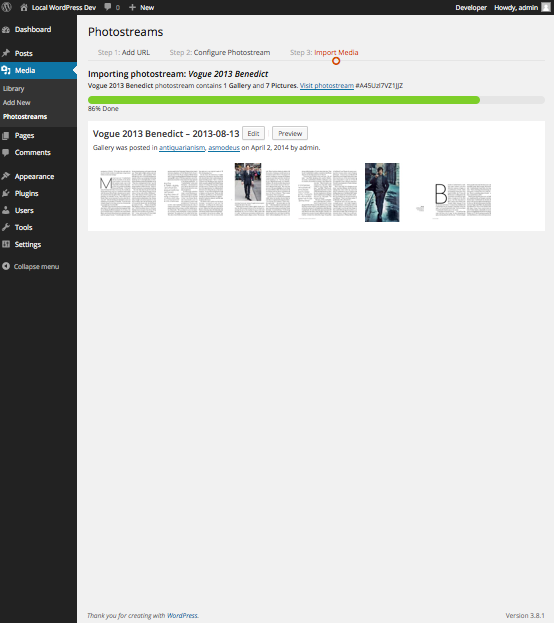 Local WordPress Dev 0 + New Developer Howdy, admin
Dashboard
Posts
Media
Library
Add New
Photostreams
Pages
Comments
Appearance
Plugins
Users
Tools
Settings
Collapse menu
Photostreams
Step 1: Add URL Step 2: Configure Photostream Step 3: Import Media
Importing photostream: Vogue 2013 Benedict
Vogue 2013 Benedict photostream contains 1 Gallery and 7 Pictures. Visit photostream #A45UzI7VZ1JJZ
86% Done
Vogue 2013 Benedict – 2013-08-13 Edit Preview
Gallery was posted in antiquarianism, asmodeus on April 2, 2014 by admin.
M
B
Thank you for creating with WordPress.
Version 3.8.1